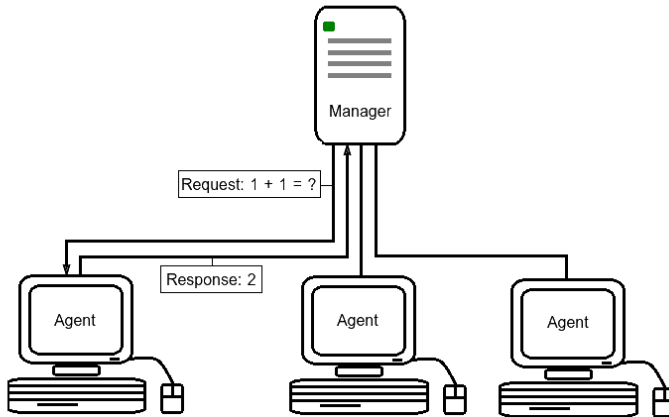 Manager
Request: 1 + 1 = ?
Response: 2
Agent
Agent
Agent